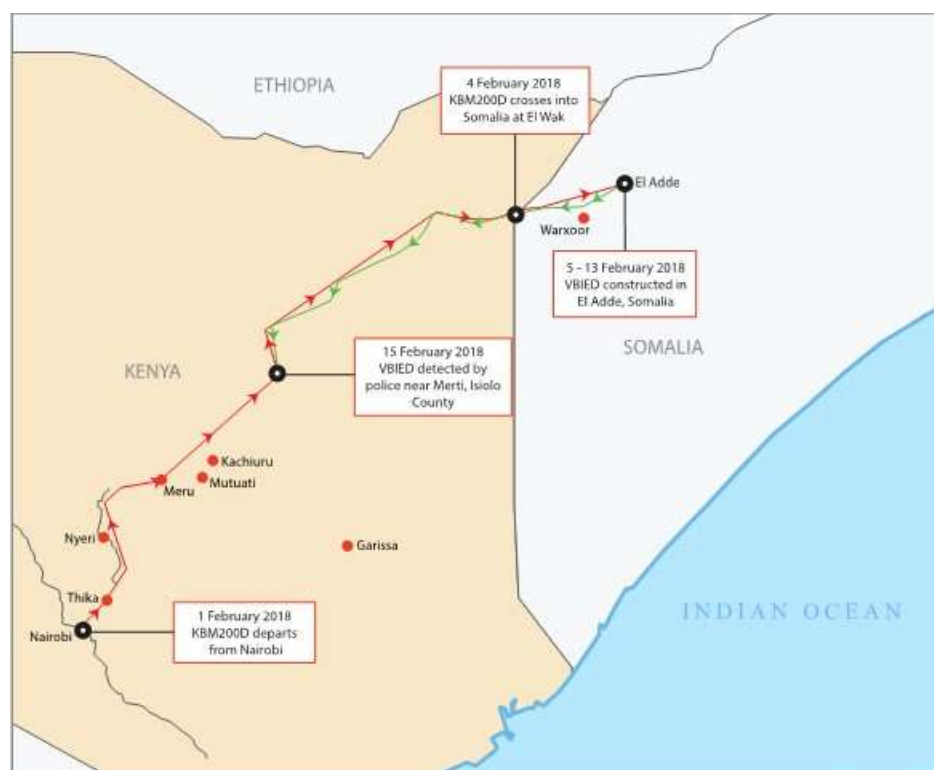 ETHIOPIA
4 February 2018
KBM200D crosses into
Somalia at El Wak
El Adde
Warxoor
5 – 13 February 2018
VBIED constructed in
El Adde, Somalia
SOMALIA
KENYA
15 February 2018
VBIED detected by
police near Merti, Isiolo
County
Kachiuru
Meru
Mutuati
Nyeri
Garissa
Thika
INDIAN OCEAN
1 February 2018
KBM200D departs
from Nairobi
Nairobi